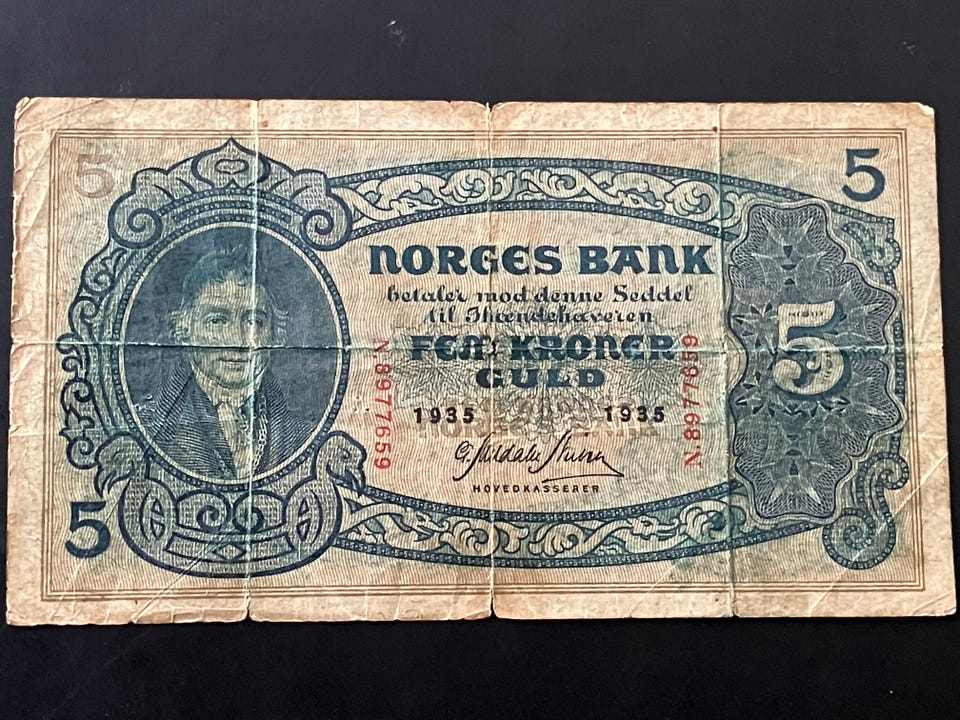 5
5
NORGES BANK
betaler mod denne Seddel
til Ihændehaveren
FEM KRONER
GULD
5
N.8977659
N.8977659
1935 1935
HOVEDKASSERER
5